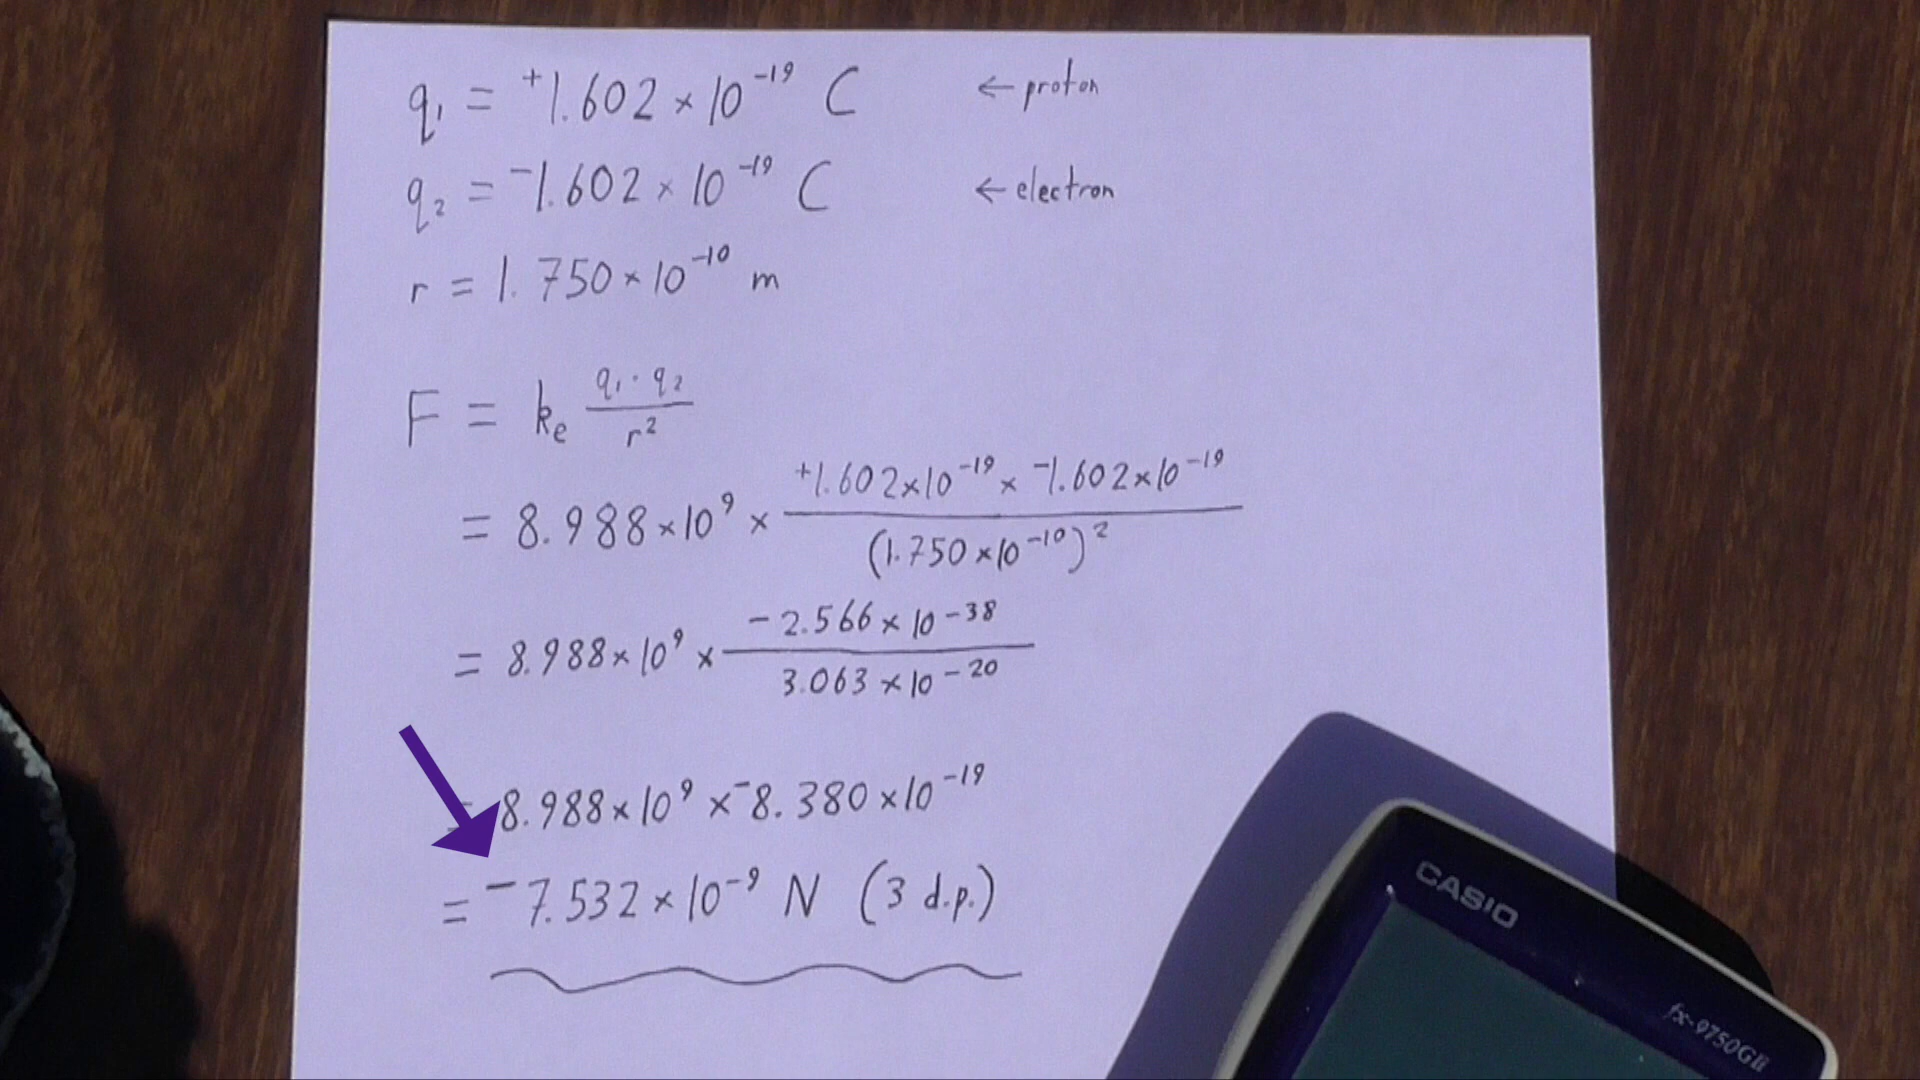 q₁ = ⁺1.602 × 10⁻¹⁹ C ← proton
q₂ = ⁻1.602 × 10⁻¹⁹ C ← electron
r = 1.750 × 10⁻¹⁰ m
F = kₑ q₁ · q₂ / r²
= 8.988 × 10⁹ × ⁺1.602 × 10⁻¹⁹ × ⁻1.602 × 10⁻¹⁹ / (1.750 × 10⁻¹⁰)²
= 8.988 × 10⁹ × −2.566 × 10⁻³⁸ / 3.063 × 10⁻²⁰
= 8.988 × 10⁹ × ⁻8.380 × 10⁻¹⁹
= ⁻7.532 × 10⁻⁹ N (3 d.p.)
CASIO
fx-9750GII